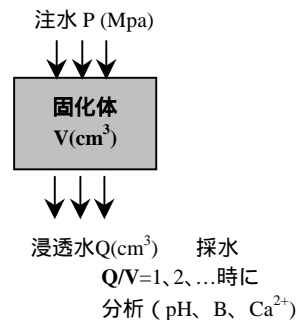 注水 P (Mpa)
固化体
V(cm³)
浸透水Q(cm³) 採水
Q/V=1、2、…時に
分析（pH、B、Ca²⁺)